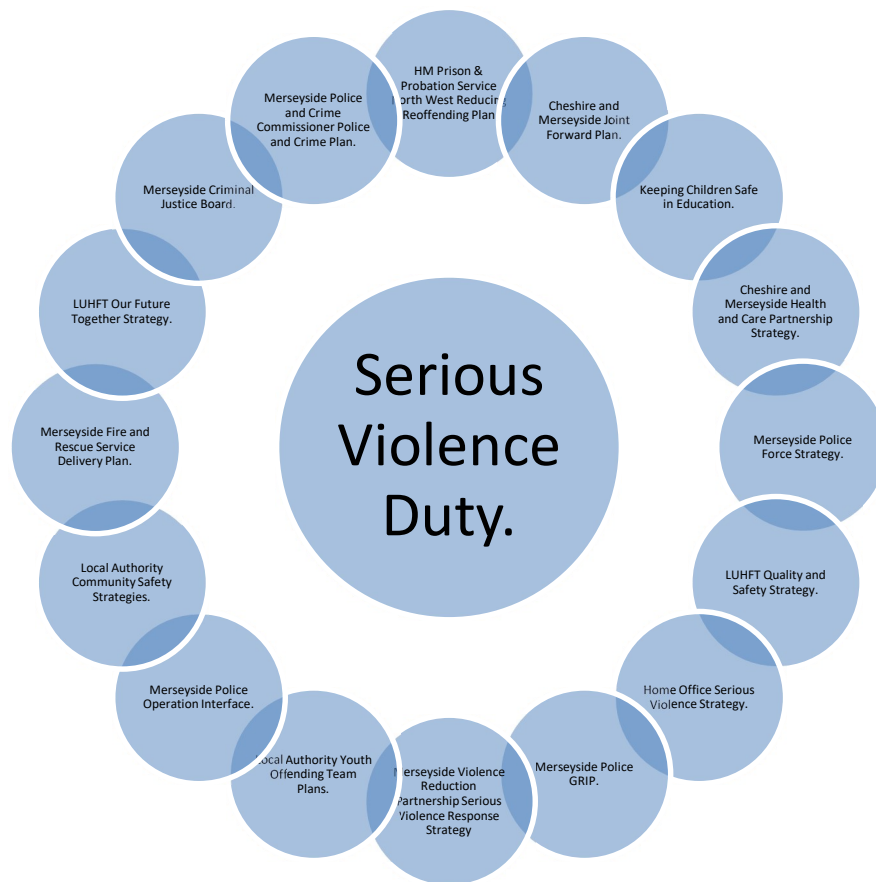 HM Prison &
Probation Service
North West Reducing
Reoffending Plan
Cheshire and
Merseyside Joint
Forward Plan.
Keeping Children Safe
in Education.
Cheshire and
Merseyside Health
and Care Partnership
Strategy.
Merseyside Police
Force Strategy.
LUHFT Quality and
Safety Strategy.
Home Office Serious
Violence Strategy.
Merseyside Police
GRIP.
Merseyside Violence
Reduction
Partnership Serious
Violence Response
Strategy
Local Authority Youth
Offending Team
Plans.
Merseyside Police
Operation Interface.
Local Authority
Community Safety
Strategies.
Merseyside Fire and
Rescue Service
Delivery Plan.
LUHFT Our Future
Together Strategy.
Merseyside Criminal
Justice Board.
Merseyside Police
and Crime
Commissioner Police
and Crime Plan.
Serious
Violence
Duty.